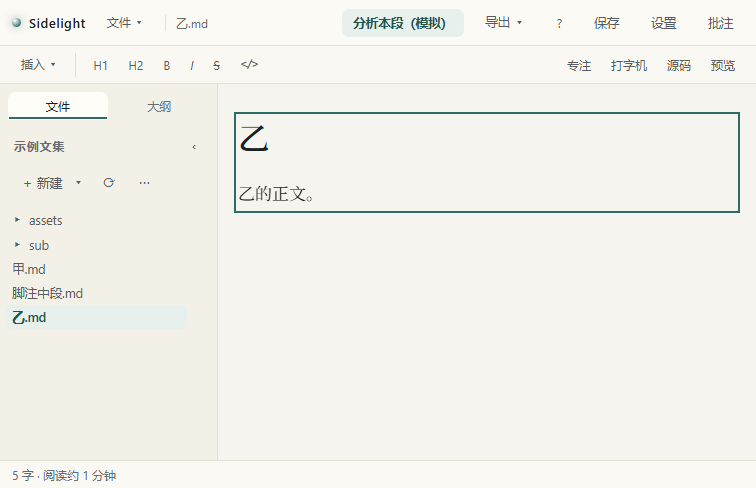 Sidelight 文件 乙.md 分析本段（模拟） 导出 ? 保存 设置 批注
插入 H1 H2 B I S </> 专注 打字机 源码 预览
文件 大纲
示例文集
+ 新建 ...
assets
sub
甲.md
脚注中段.md
乙.md
乙
乙的正文。
5 字 · 阅读约 1 分钟